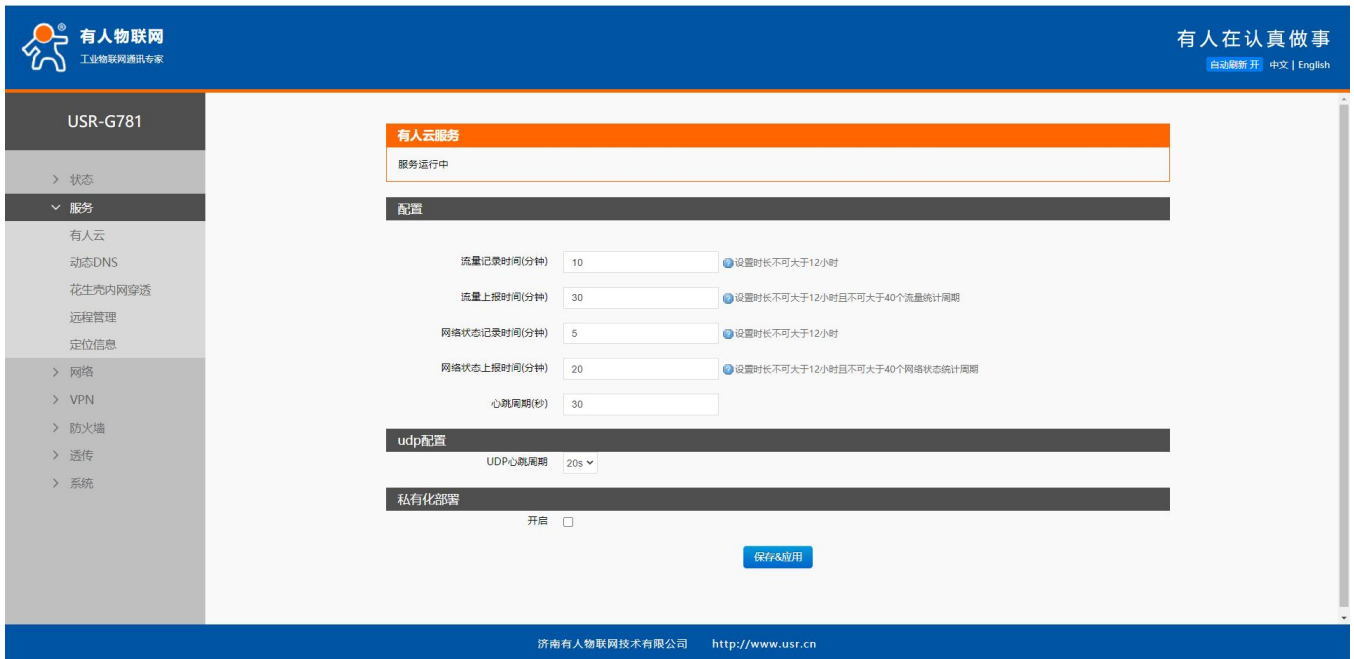 有人物联网
工业物联网通讯专家
®
有人在认真做事
自动刷新 开 中文 | English
USR-G781
状态
服务
有人云
动态DNS
花生壳内网穿透
远程管理
定位信息
网络
VPN
防火墙
透传
系统
有人云服务
服务运行中
配置
流量记录时间(分钟) 10 设置时长不可大于12小时
流量上报时间(分钟) 30 设置时长不可大于12小时且不可大于40个流量统计周期
网络状态记录时间(分钟) 5 设置时长不可大于12小时
网络状态上报时间(分钟) 20 设置时长不可大于12小时且不可大于40个网络状态统计周期
心跳周期(秒) 30
udp配置
UDP心跳周期 20s
私有化部署
开启
保存&应用
济南有人物联网技术有限公司 http://www.usr.cn